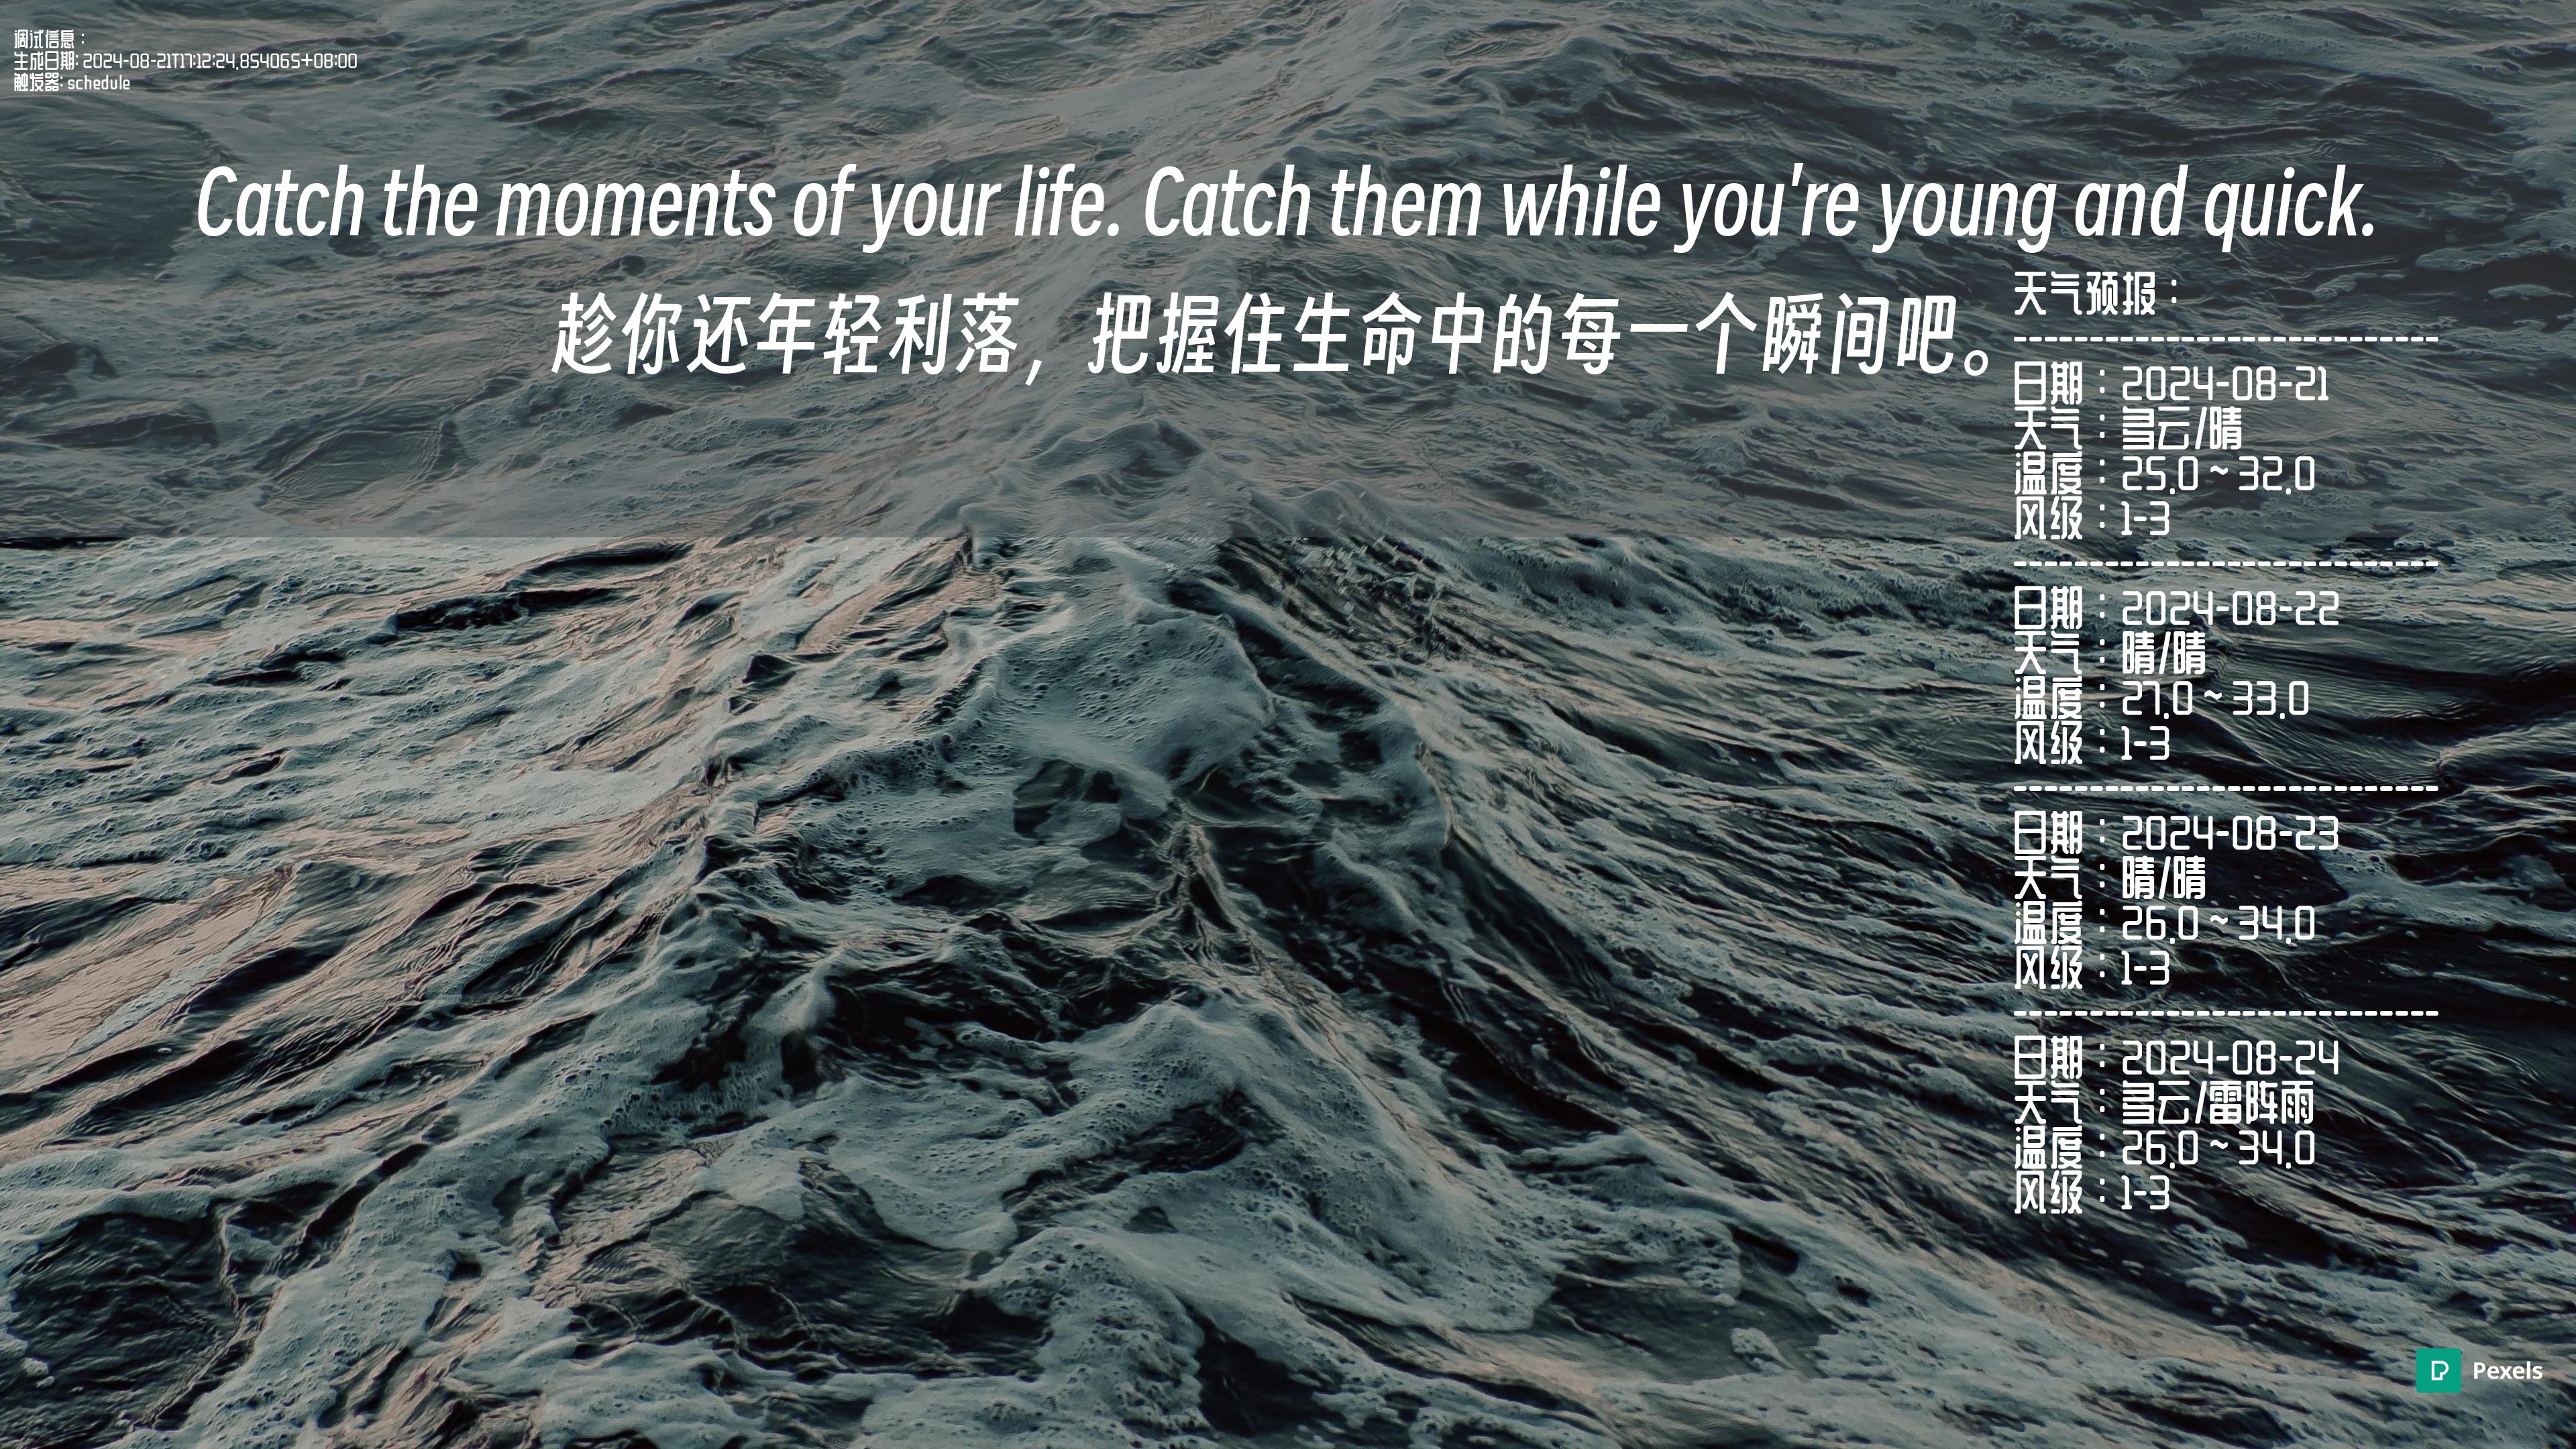 调试信息：
生成日期: 2024-08-21T17:12:24.854065+08:00
触发器: schedule
Catch the moments of your life. Catch them while you're young and quick.
趁你还年轻利落，把握住生命中的每一个瞬间吧。
天气预报：
----------------------------
日期：2024-08-21
天气：多云/晴
温度：25.0 ~ 32.0
风级：1-3
----------------------------
日期：2024-08-22
天气：晴/晴
温度：27.0 ~ 33.0
风级：1-3
----------------------------
日期：2024-08-23
天气：晴/晴
温度：26.0 ~ 34.0
风级：1-3
----------------------------
日期：2024-08-24
天气：多云/雷阵雨
温度：26.0 ~ 34.0
风级：1-3
Pexels